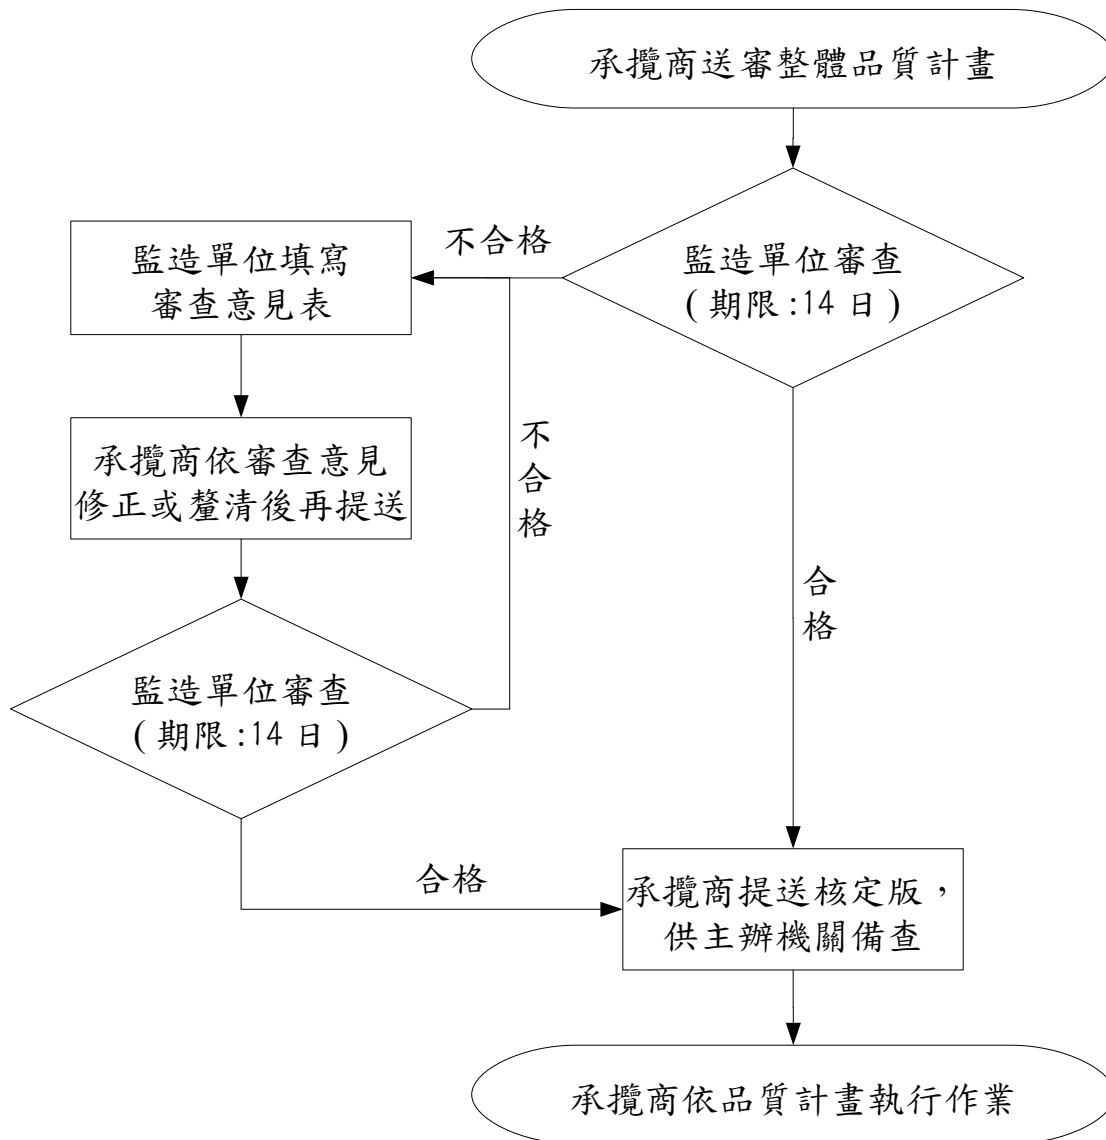 承攬商送審整體品質計畫
監造單位審查
(期限:14日)
不合格
監造單位填寫
審查意見表
承攬商依審查意見
修正或釐清後再提送
不合格
合格
監造單位審查
(期限:14日)
合格
承攬商提送核定版，
供主辦機關備查
承攬商依品質計畫執行作業